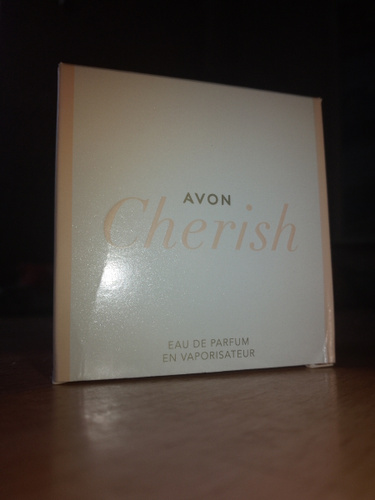 AVON
Cherish
EAU DE PARFUM
EN VAPORISATEUR